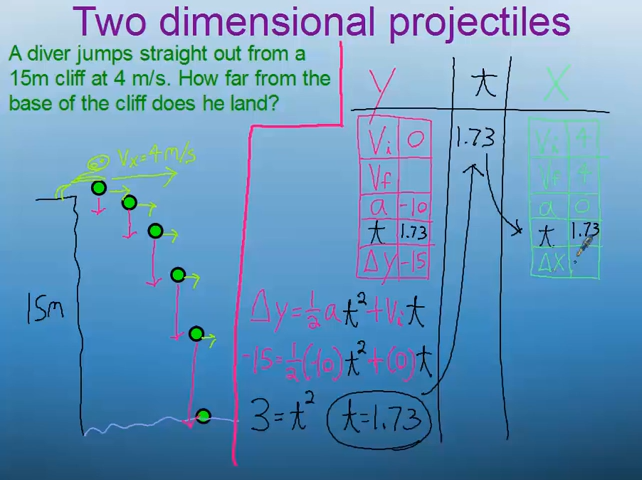 Two dimensional projectiles
A diver jumps straight out from a
15m cliff at 4 m/s. How far from the
base of the cliff does he land?
Vx=4m/s
15m
Y t X
Vi 0 1.73 Vi 4
Vf Vf 4
a -10 a 0
t 1.73 t 1.73
Δy -15 Δx
Δy=½at²+Vit
-15=½(-10)t²+(0)t
3=t² t=1.73